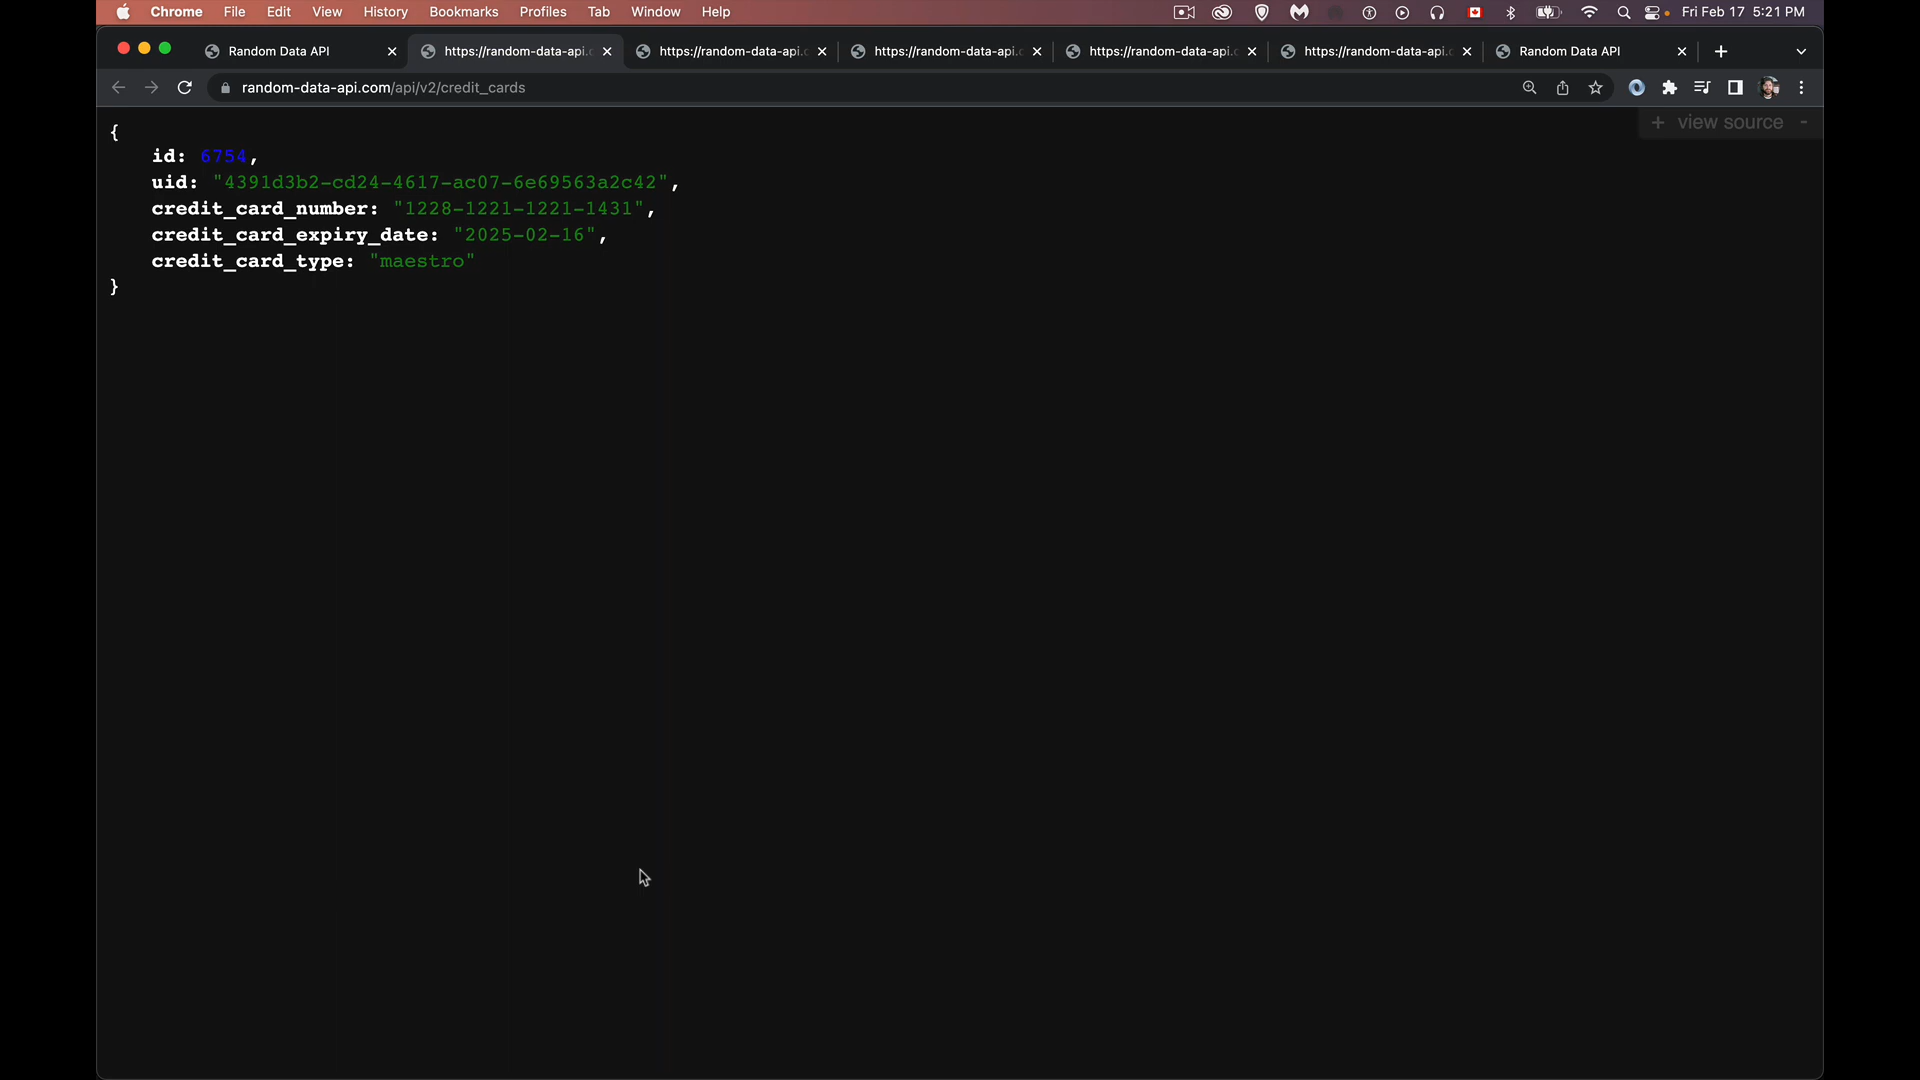 Chrome File Edit View History Bookmarks Profiles Tab Window Help Fri Feb 17 5:21 PM
Random Data API https://random-data-api.c https://random-data-api.c https://random-data-api.c https://random-data-api.c https://random-data-api.c Random Data API
random-data-api.com/api/v2/credit_cards
+ view source -
{
id: 6754,
uid: "4391d3b2-cd24-4617-ac07-6e69563a2c42",
credit_card_number: "1228-1221-1221-1431",
credit_card_expiry_date: "2025-02-16",
credit_card_type: "maestro"
}